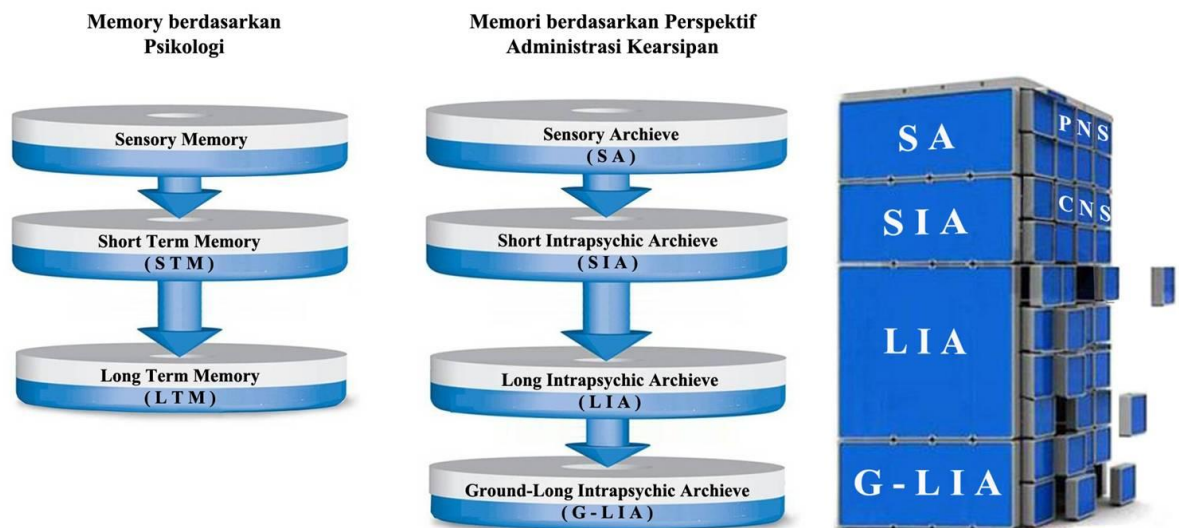 Memory berdasarkan
Psikologi
Sensory Memory
Short Term Memory
( S T M )
Long Term Memory
( L T M )
Memori berdasarkan Perspektif
Administrasi Kearsipan
Sensory Archieve
( S A )
Short Intrapsychic Archieve
( S I A )
Long Intrapsychic Archieve
( L I A )
Ground-Long Intrapsychic Archieve
( G - L I A )
S A
P N S
S I A
C N S
L I A
G - L I A